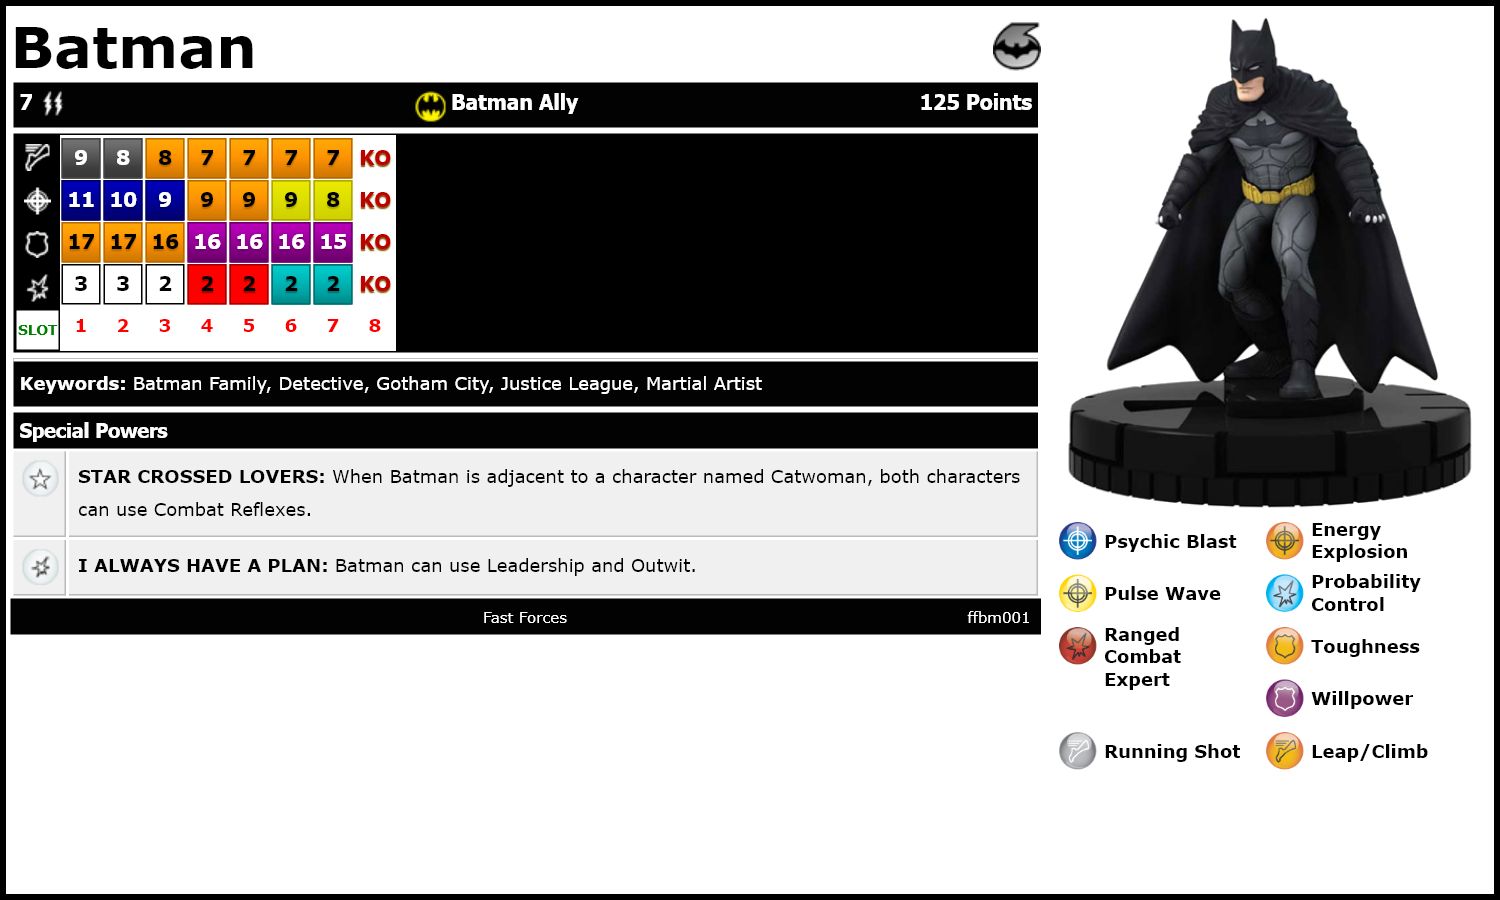 Batman
7 Batman Ally 125 Points
9 8 8 7 7 7 7 KO
11 10 9 9 9 9 8 KO
17 17 16 16 16 16 15 KO
3 3 2 2 2 2 2 KO
SLOT 1 2 3 4 5 6 7 8
Keywords: Batman Family, Detective, Gotham City, Justice League, Martial Artist
Special Powers
STAR CROSSED LOVERS: When Batman is adjacent to a character named Catwoman, both characters
can use Combat Reflexes.
I ALWAYS HAVE A PLAN: Batman can use Leadership and Outwit.
Fast Forces ffbm001
Psychic Blast
Energy
Explosion
Pulse Wave
Probability
Control
Ranged
Combat
Expert
Toughness
Willpower
Running Shot
Leap/Climb